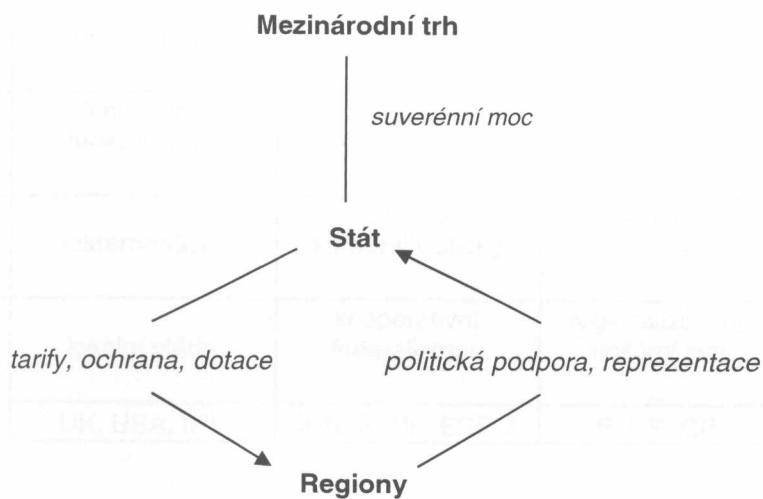 Mezinárodní trh
suverénní moc
Stát
tarify, ochrana, dotace
politická podpora, reprezentace
Regiony